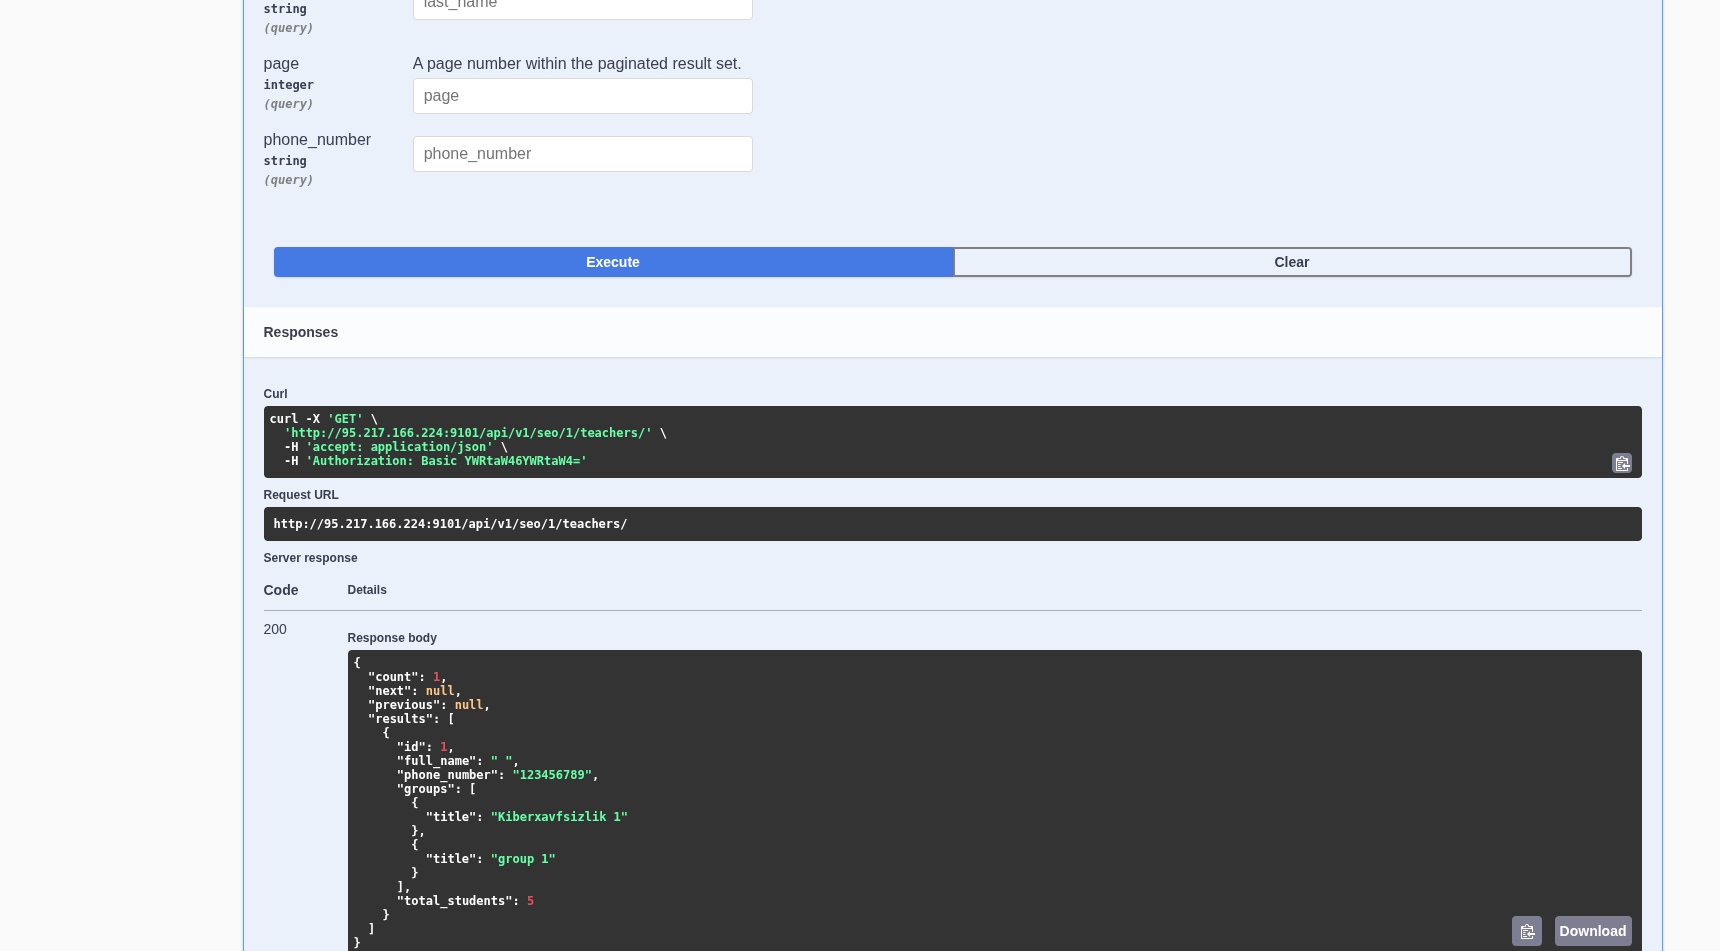 string
last_name
(query)
page
A page number within the paginated result set.
integer
page
(query)
phone_number
phone_number
string
(query)
Execute
Clear
Responses
Curl
curl -X 'GET' \
'http://95.217.166.224:9101/api/v1/seo/1/teachers/' \
-H 'accept: application/json' \
-H 'Authorization: Basic YWRtaW46YWRtaW4='
Request URL
http://95.217.166.224:9101/api/v1/seo/1/teachers/
Server response
Code Details
200
Response body
{
"count": 1,
"next": null,
"previous": null,
"results": [
{
"id": 1,
"full_name": " ",
"phone_number": "123456789",
"groups": [
{
"title": "Kiberxavfsizlik 1"
},
{
"title": "group 1"
}
],
"total_students": 5
}
]
}
Download